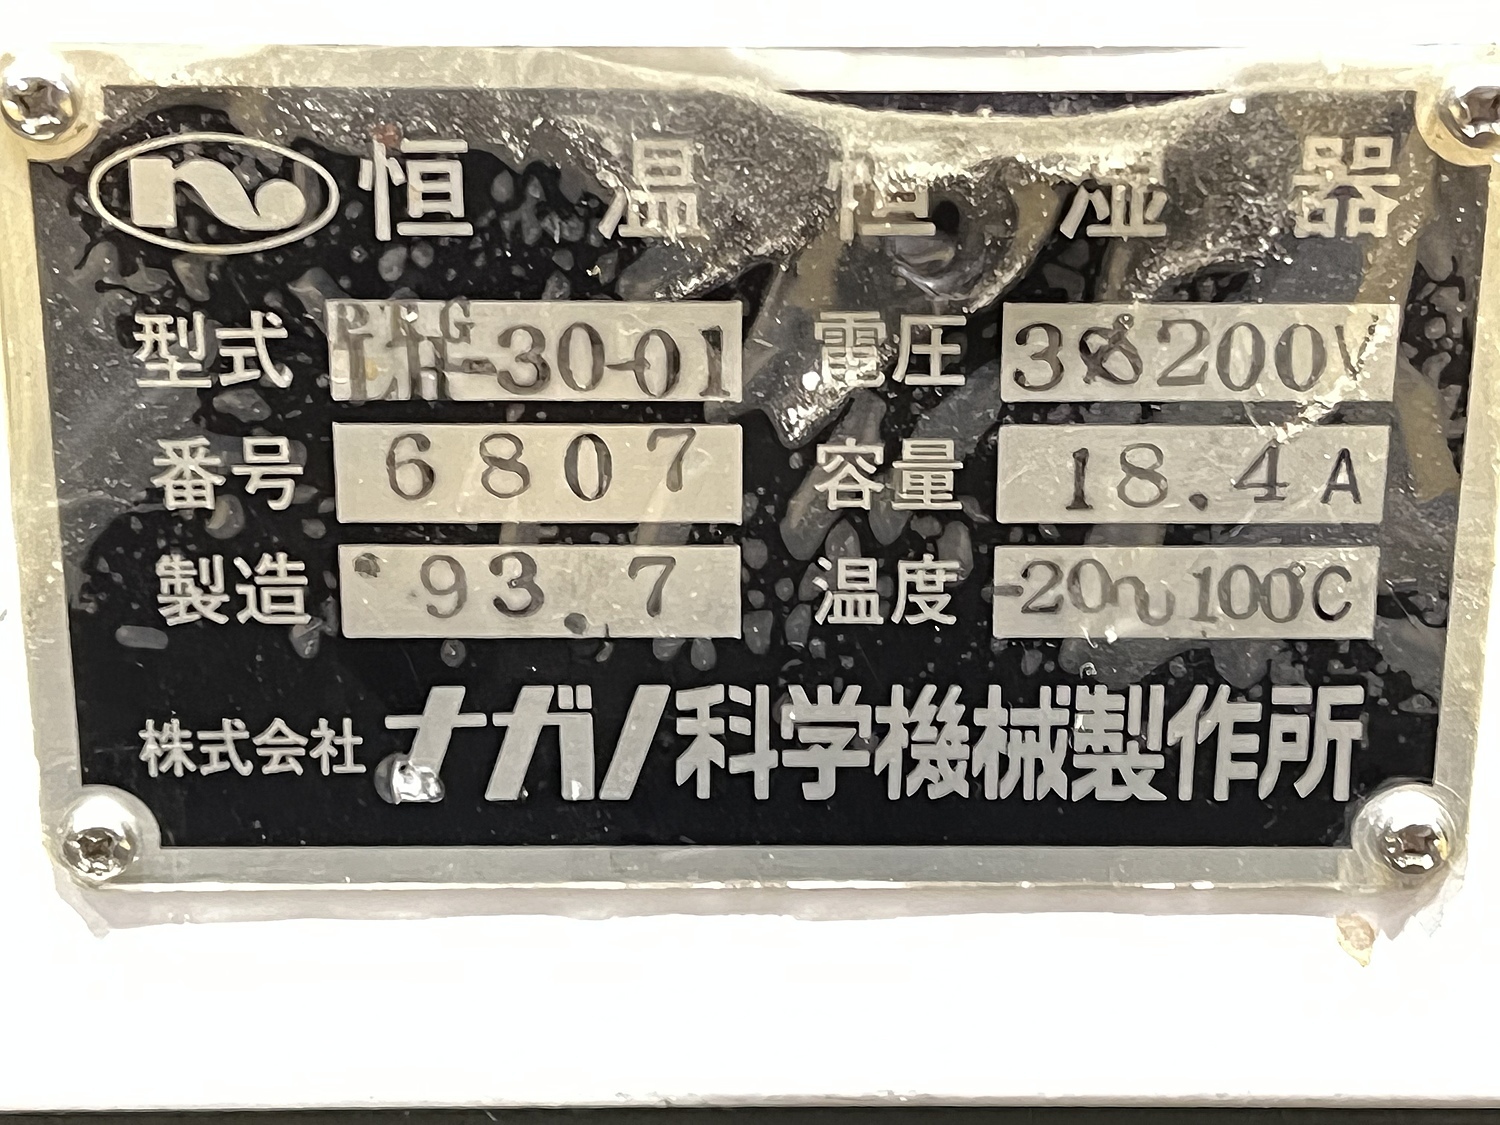 恒温恒湿器
型式 -30-01 電圧 3φ200V
番号 6807 容量 18.4A
製造 '93.7 温度 -20~100℃
株式会社ナガノ科学機械製作所